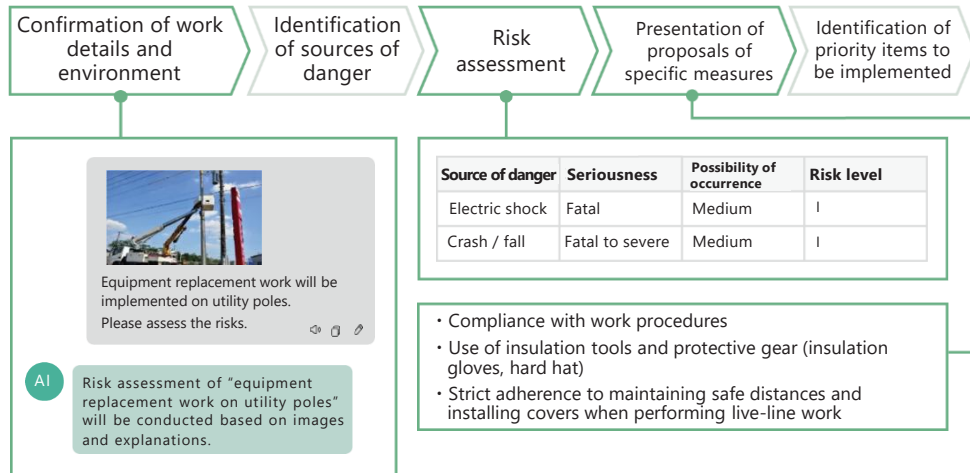 Confirmation of work
details and
environment
Identification
of sources of
danger
Risk
assessment
Presentation of
proposals of
specific measures
Identification of
priority items to
be implemented
Equipment replacement work will be
implemented on utility poles.
Please assess the risks.
AI
Risk assessment of “equipment
replacement work on utility poles”
will be conducted based on images
and explanations.
Source of danger Seriousness Possibility of occurrence Risk level
Electric shock Fatal Medium I
Crash / fall Fatal to severe Medium I
・Compliance with work procedures
・Use of insulation tools and protective gear (insulation
gloves, hard hat)
・Strict adherence to maintaining safe distances and
installing covers when performing live-line work